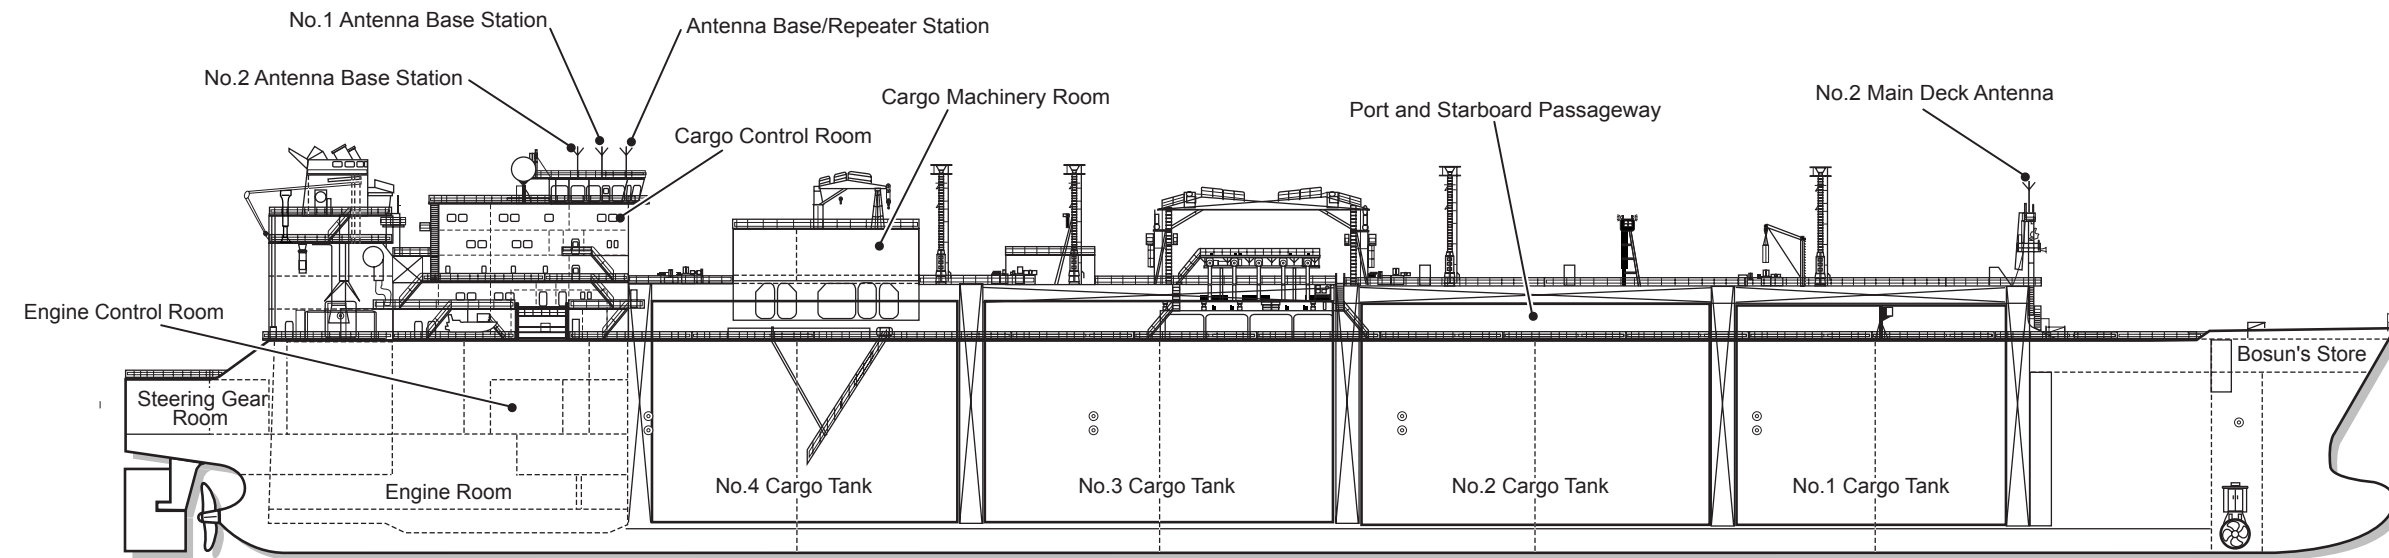 No.1 Antenna Base Station
Antenna Base/Repeater Station
No.2 Antenna Base Station
Cargo Machinery Room
No.2 Main Deck Antenna
Port and Starboard Passageway
Cargo Control Room
Engine Control Room
Bosun's Store
Steering Gear
Room
Engine Room
No.4 Cargo Tank
No.3 Cargo Tank
No.2 Cargo Tank
No.1 Cargo Tank